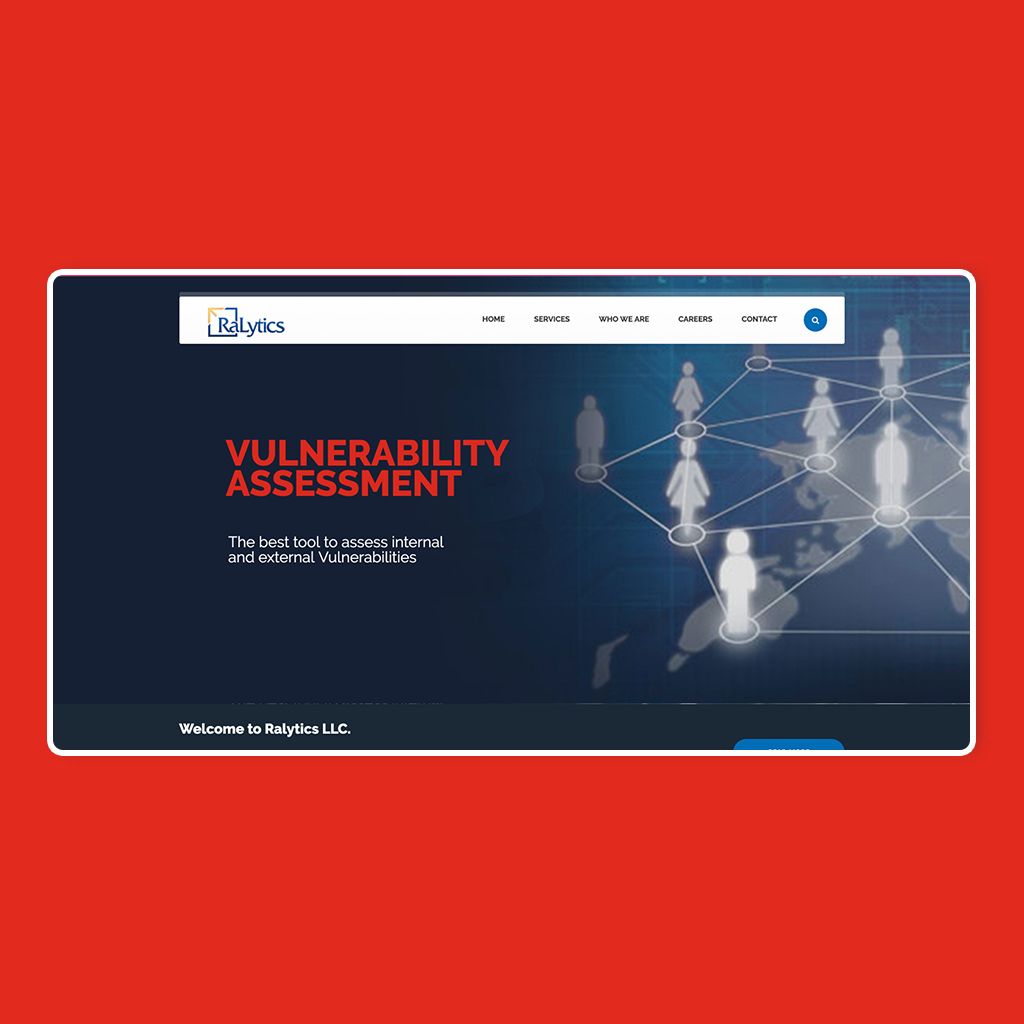 RaLytics
HOME SERVICES WHO WE ARE CAREERS CONTACT
VULNERABILITY
ASSESSMENT
The best tool to assess internal
and external Vulnerabilities
Welcome to Ralytics LLC.